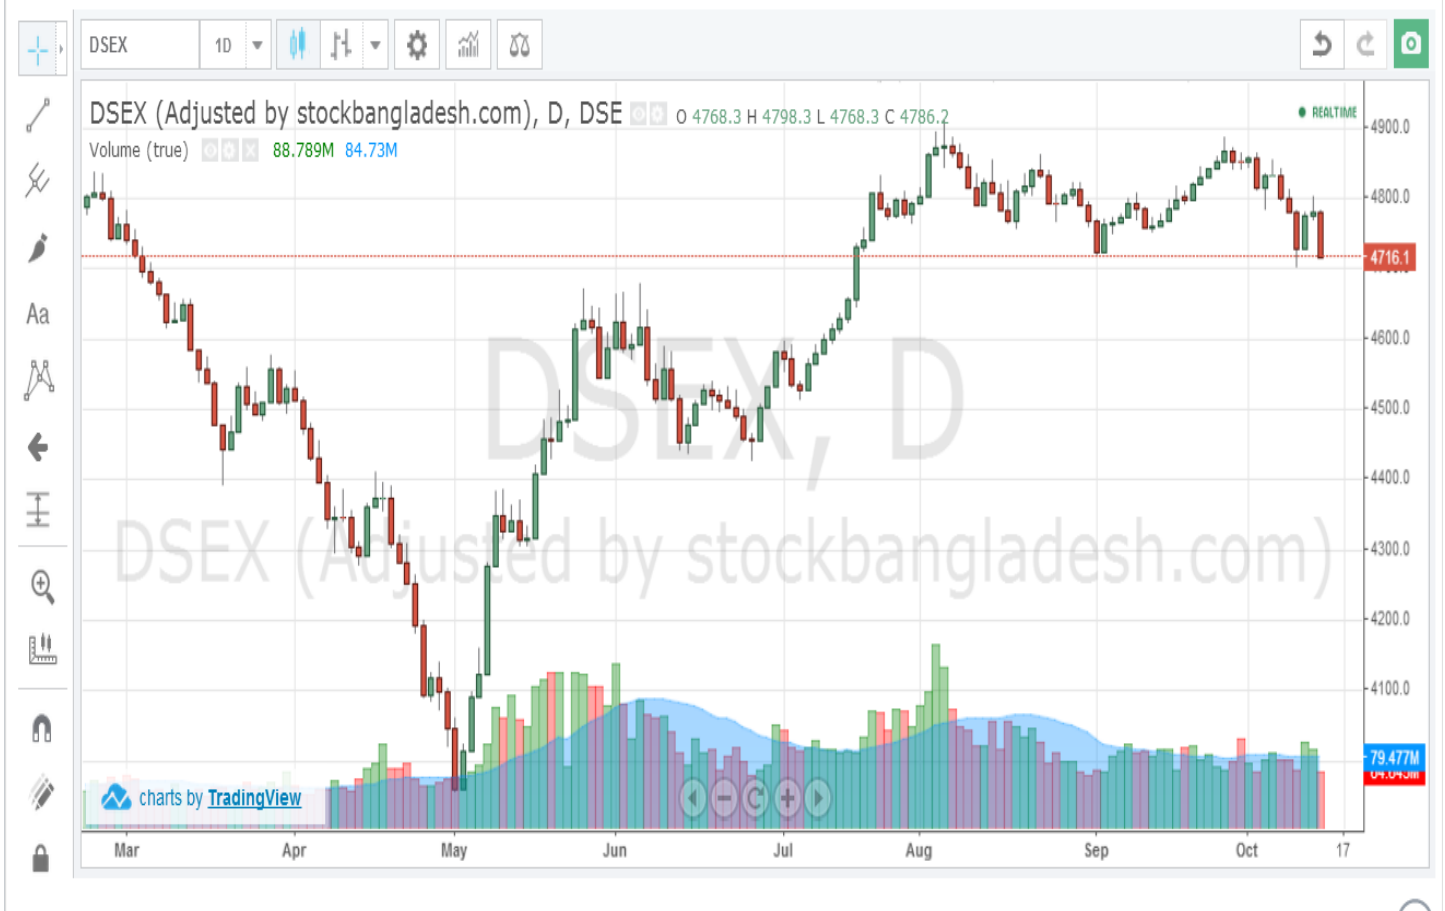 DSEX 1D
DSEX (Adjusted by stockbangladesh.com), D, DSE O 4768.3 H 4798.3 L 4768.3 C 4786.2
REALTIME
Volume (true) 88.789M 84.73M
4900.0
4800.0
4716.1
4600.0
4500.0
4400.0
4300.0
4200.0
4100.0
79.477M
DSEX, D
DSEX (Adjusted by stockbangladesh.com)
Aa
charts by TradingView
Mar Apr May Jun Jul Aug Sep Oct 17